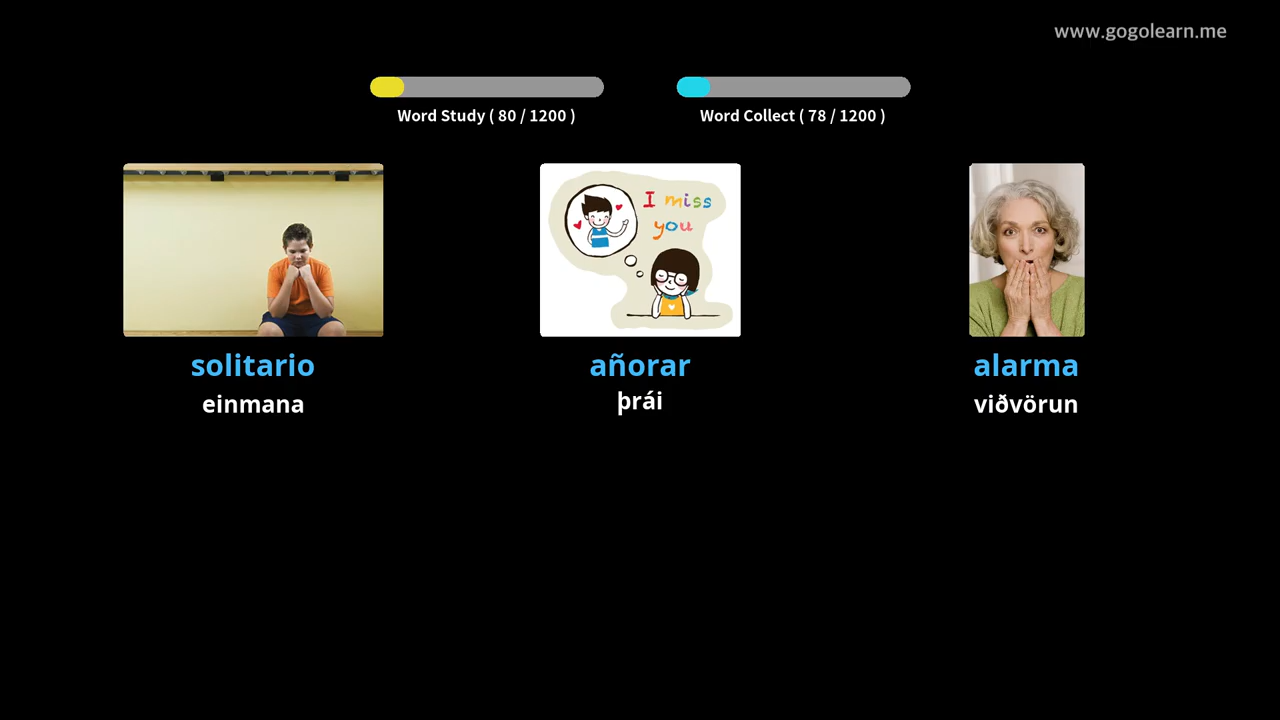 www.gogolearn.me
Word Study ( 80 / 1200 )
Word Collect ( 78 / 1200 )
I miss
you
solitario
añorar
alarma
einmana
þrái
viðvörun